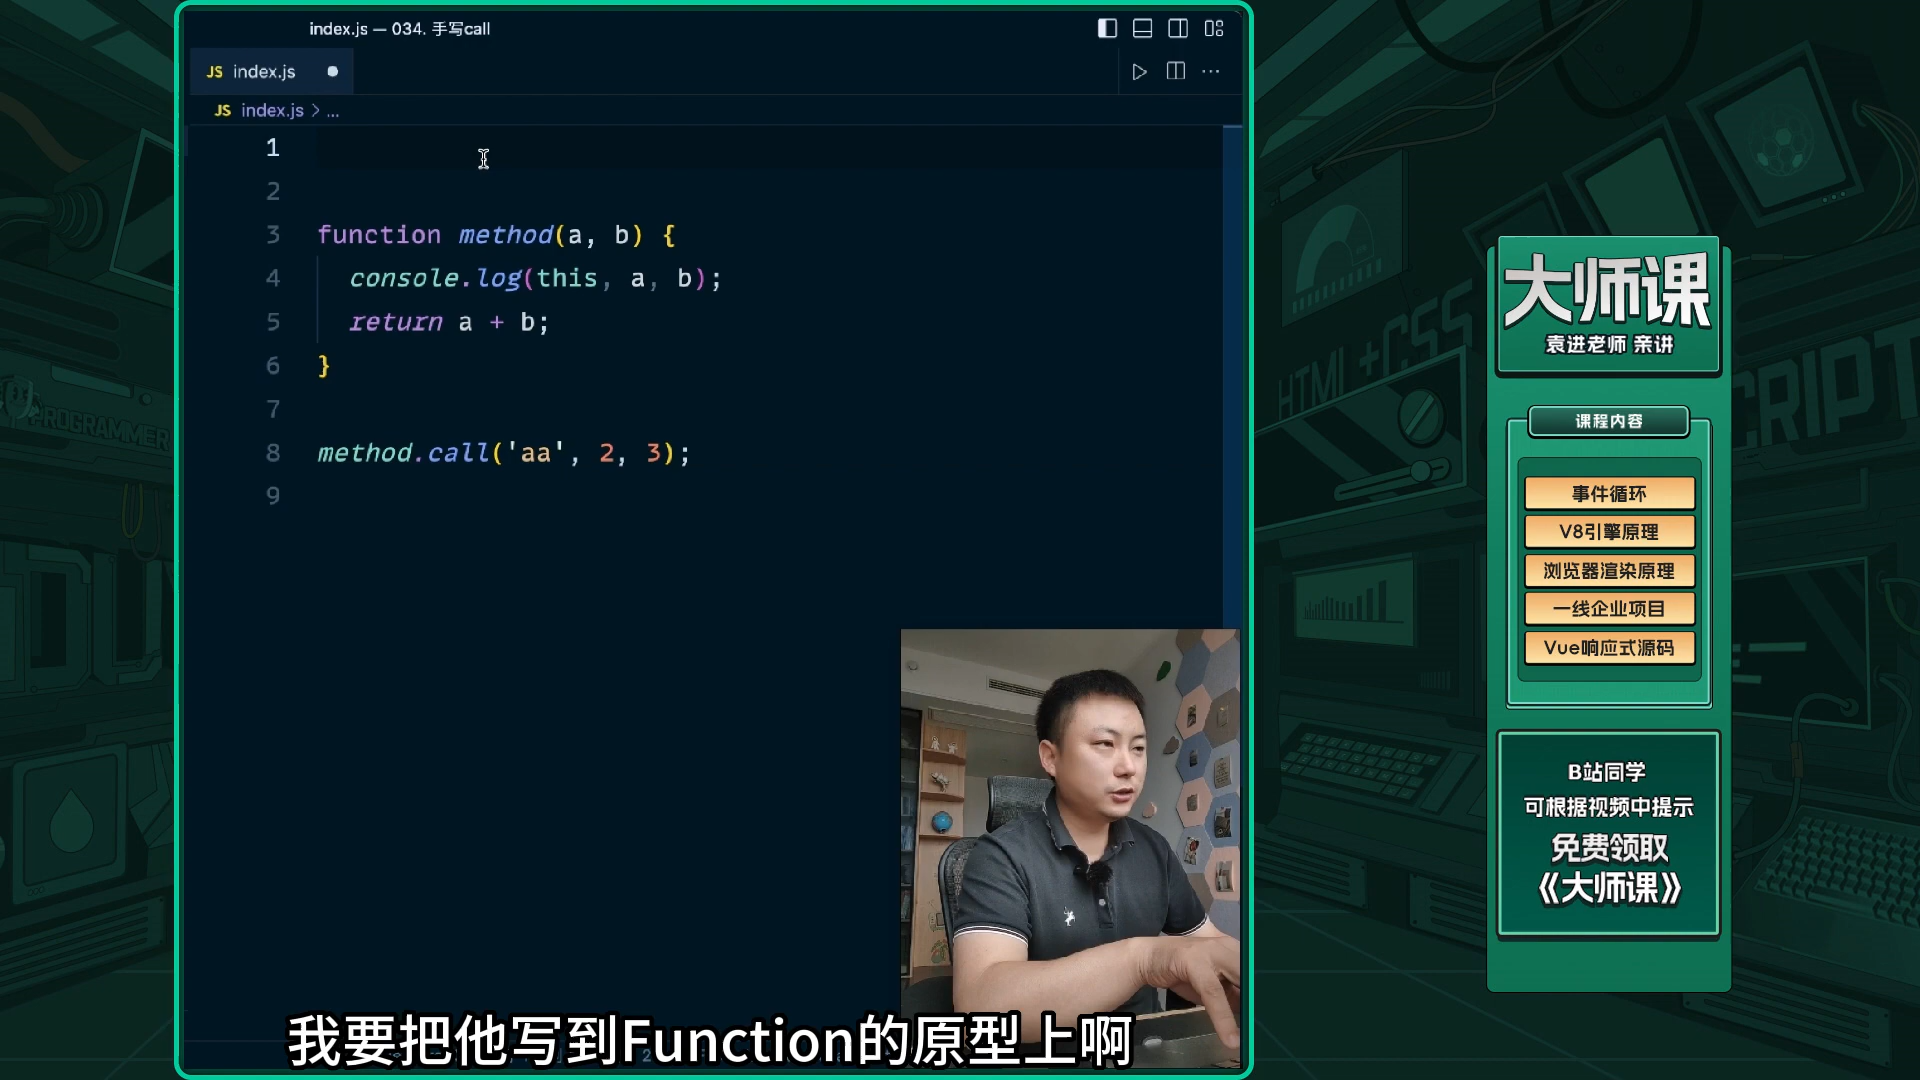 index.js — 034. 手写call
JS index.js
JS index.js > ...
1
2
3 function method(a, b) {
4 console.log(this, a, b);
5 return a + b;
6 }
7
8 method.call('aa', 2, 3);
9
我要把他写到Function的原型上啊
大师课
袁进老师 亲讲
课程内容
事件循环
V8引擎原理
浏览器渲染原理
一线企业项目
Vue响应式源码
B站同学
可根据视频中提示
免费领取
《大师课》
PROGRAMMER
HTML+CSS